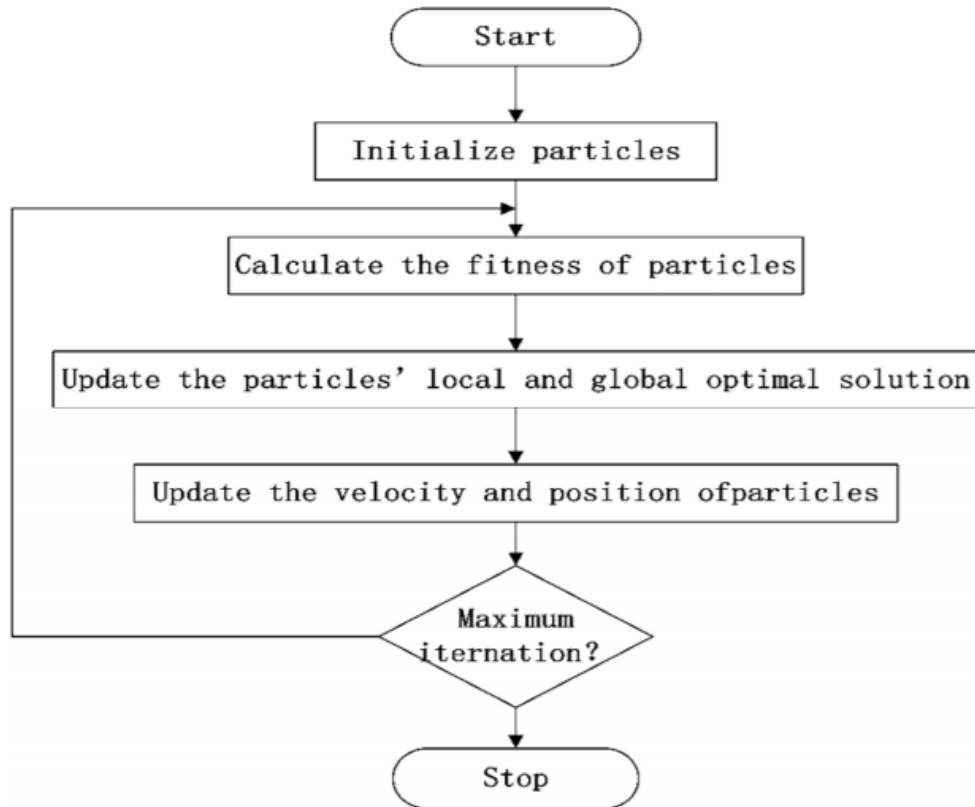 Start
Initialize particles
Calculate the fitness of particles
Update the particles' local and global optimal solution
Update the velocity and position ofparticles
Maximum
iternation?
Stop